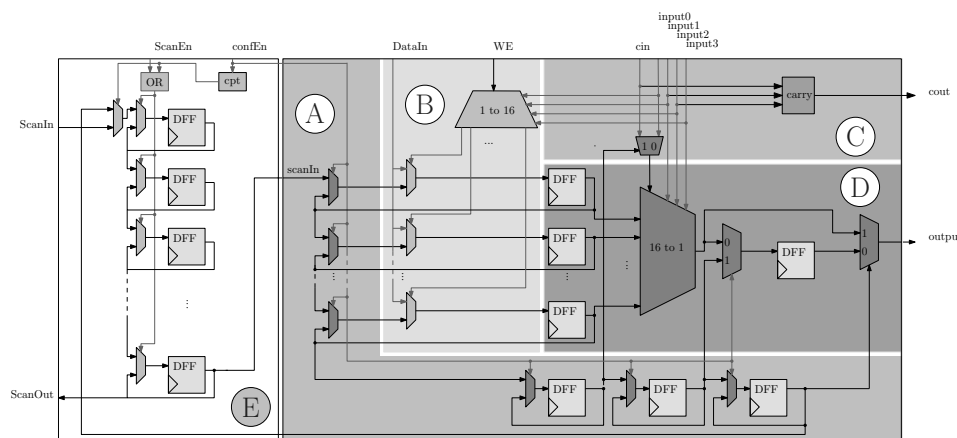 input0
input1
input2
input3
ScanEn confEn DataIn WE cin
OR cpt
A B 1 to 16 carry cout
DFF
ScanIn
...
C
1 0
scanIn DFF DFF D
DFF DFF
16 to 1 0 1 DFF 1 0 output
...
...
...
...
DFF
DFF
ScanOut
E
DFF DFF DFF